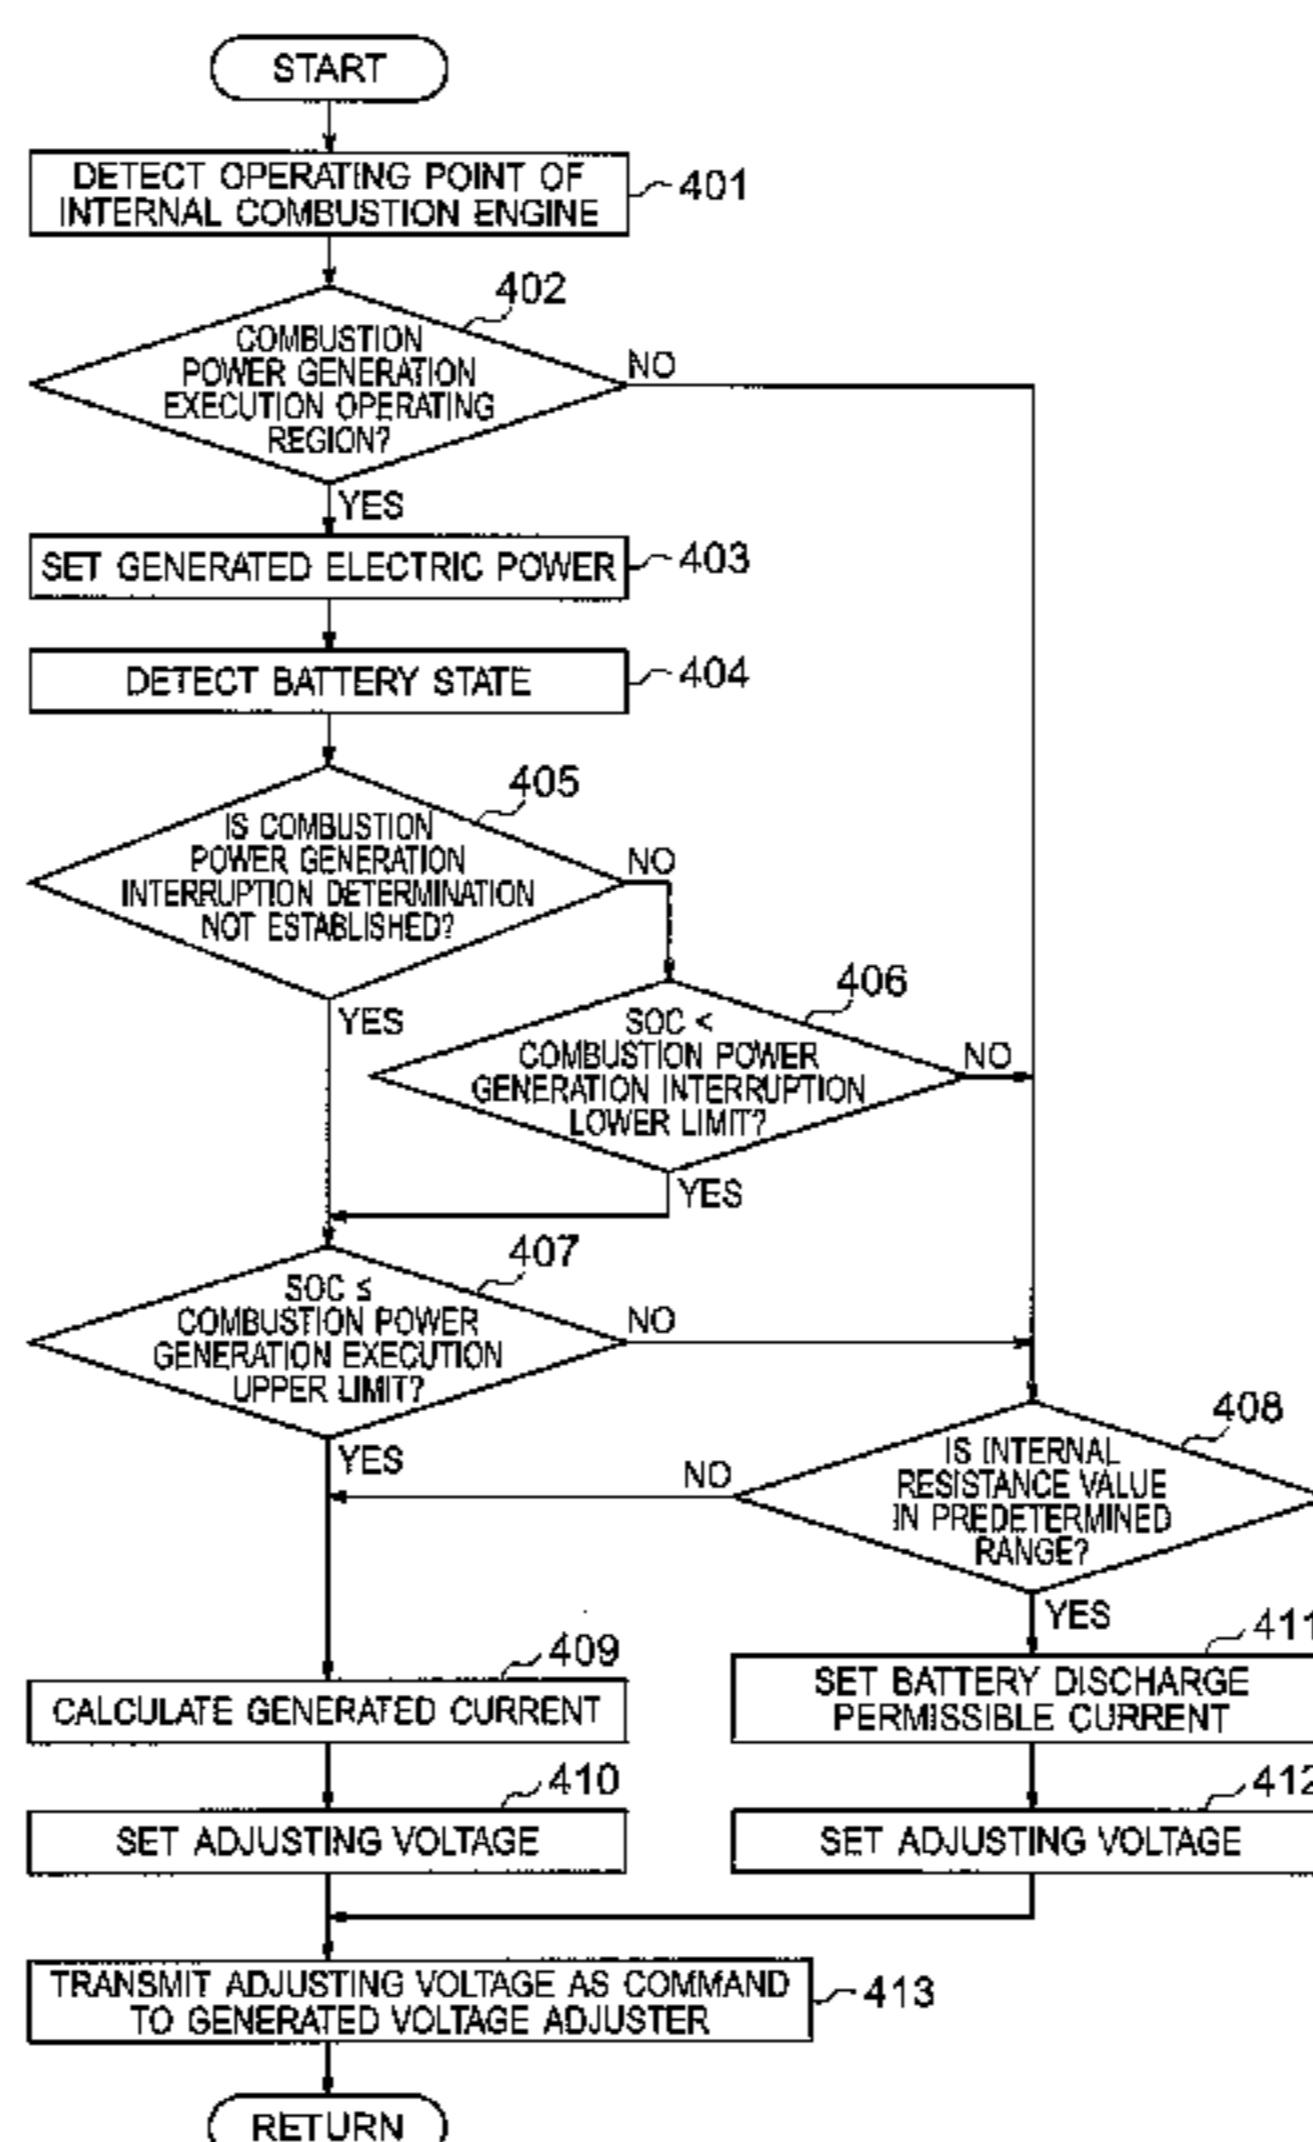 START
DETECT OPERATING POINT OF
INTERNAL COMBUSTION ENGINE
401
402
COMBUSTION
POWER GENERATION
EXECUTION OPERATING
REGION?
NO
YES
SET GENERATED ELECTRIC POWER
403
DETECT BATTERY STATE
404
405
IS COMBUSTION
POWER GENERATION
INTERRUPTION DETERMINATION
NOT ESTABLISHED?
NO
YES
406
SOC <
COMBUSTION POWER
GENERATION INTERRUPTION
LOWER LIMIT?
NO
YES
407
SOC ≤
COMBUSTION POWER
GENERATION EXECUTION
UPPER LIMIT?
NO
YES
408
IS INTERNAL
RESISTANCE VALUE
IN PREDETERMINED
RANGE?
NO
YES
409
CALCULATE GENERATED CURRENT
411
SET BATTERY DISCHARGE
PERMISSIBLE CURRENT
410
SET ADJUSTING VOLTAGE
412
SET ADJUSTING VOLTAGE
TRANSMIT ADJUSTING VOLTAGE AS COMMAND
TO GENERATED VOLTAGE ADJUSTER
413
RETURN